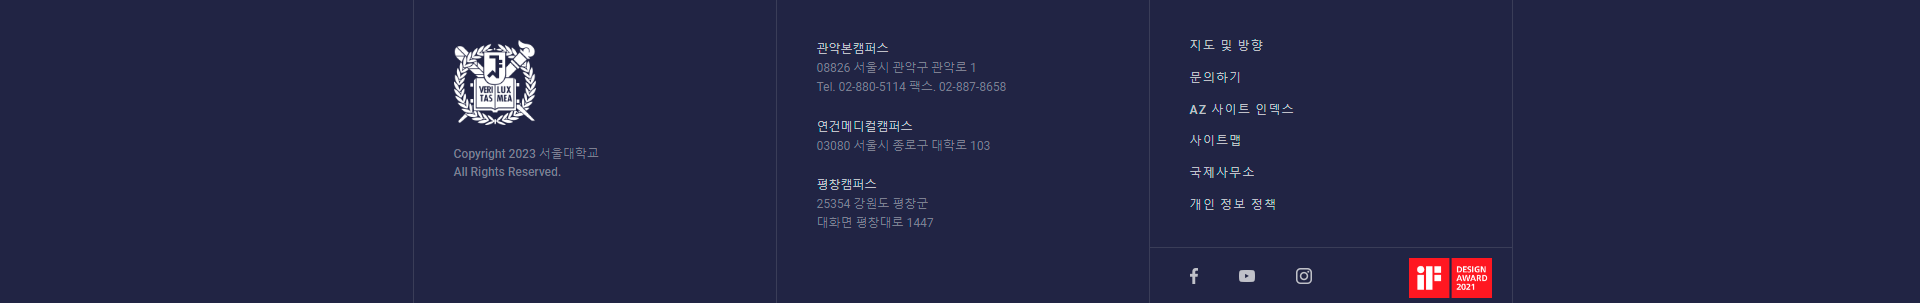 VERI LUX
TAS MEA
Copyright 2023 서울대학교
All Rights Reserved.
관악본캠퍼스
08826 서울시 관악구 관악로 1
Tel. 02-880-5114 팩스. 02-887-8658
연건메디컬캠퍼스
03080 서울시 종로구 대학로 103
평창캠퍼스
25354 강원도 평창군
대화면 평창대로 1447
지도 및 방향
문의하기
AZ 사이트 인덱스
사이트맵
국제사무소
개인 정보 정책
iF
DESIGN
AWARD
2021